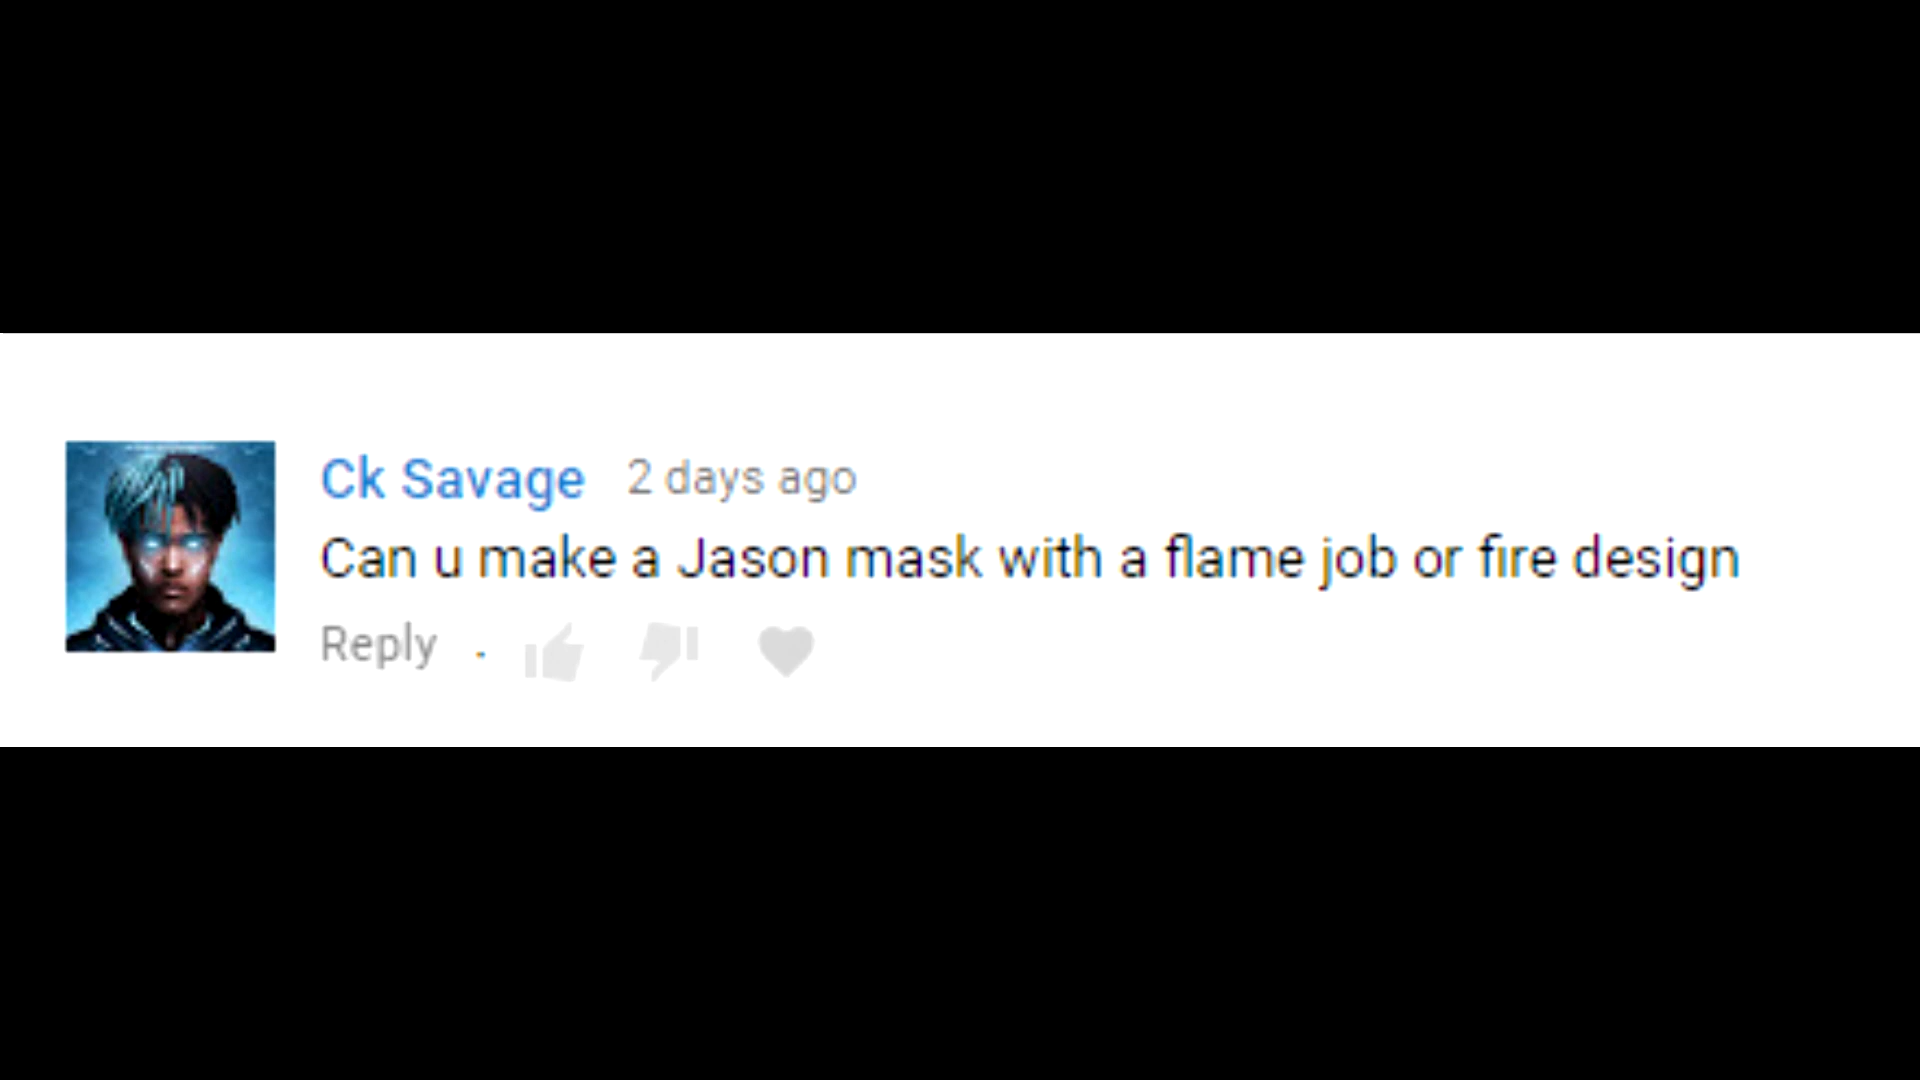 Ck Savage 2 days ago
Can u make a Jason mask with a flame job or fire design
Reply